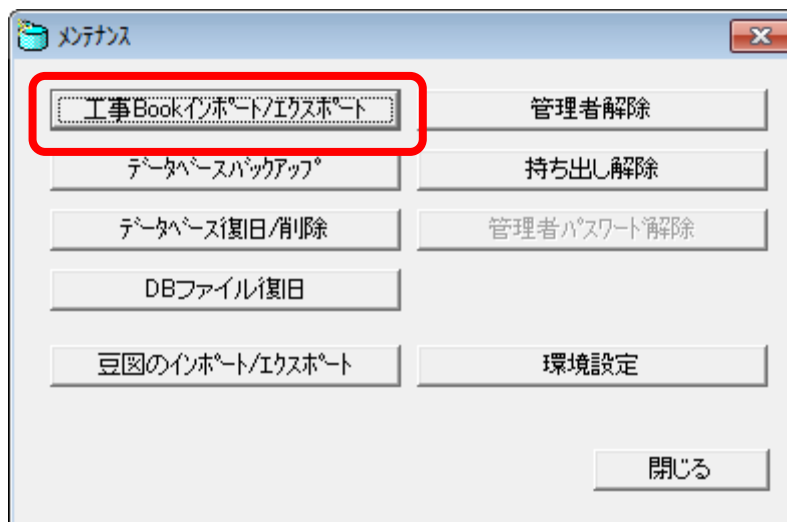 ﾒﾝﾃﾅﾝｽ
工事Bookｲﾝﾎﾟｰﾄ/ｴｸｽﾎﾟｰﾄ
管理者解除
ﾃﾞｰﾀﾍﾞｰｽﾊﾞｯｸｱｯﾌﾟ
持ち出し解除
ﾃﾞｰﾀﾍﾞｰｽ復旧/削除
管理者ﾊﾟｽﾜｰﾄﾞ解除
DBファイル復旧
豆図のｲﾝﾎﾟｰﾄ/ｴｸｽﾎﾟｰﾄ
環境設定
閉じる